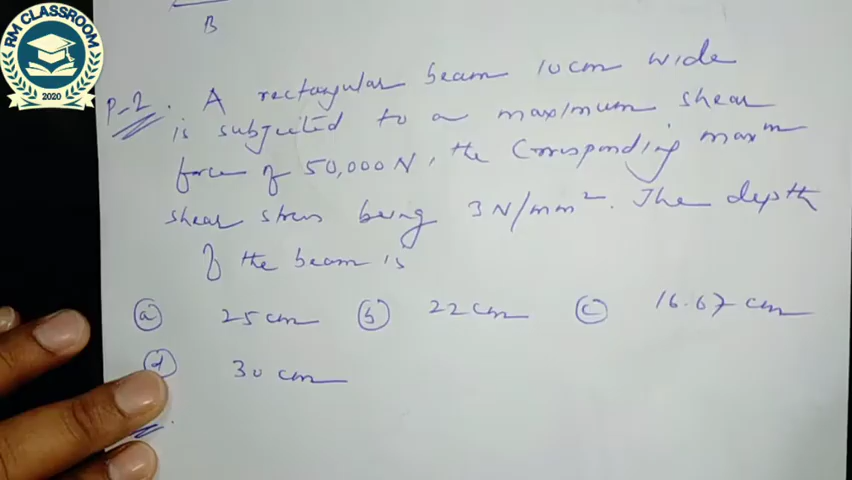 RM CLASSROOM
2020
B
P-2. A rectangular beam 10cm wide
is subjected to a maximum shear
force of 50,000 N, the Corrosponding maxm
shear stress being 3 N/mm². The depth
of the beam is
(a) 25 cm (b) 22 cm (c) 16.67 cm
(d) 30 cm